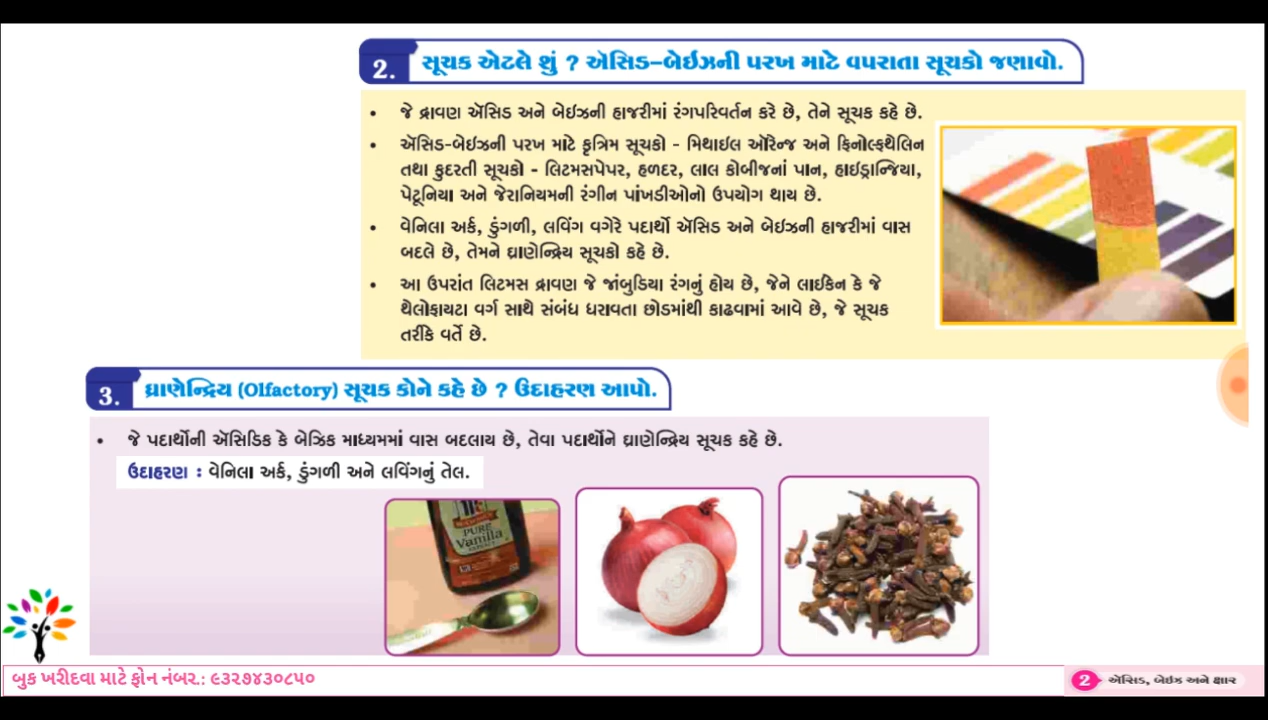 2. સૂચક એટલે શું ? ઍસિડ–બેઇઝની પરખ માટે વપરાતા સૂચકો જણાવો.
• જે દ્રાવણ ઍસિડ અને બેઇઝની હાજરીમાં રંગપરિવર્તન કરે છે, તેને સૂચક કહે છે.
• ઍસિડ-બેઇઝની પરખ માટે કૃત્રિમ સૂચકો - મિથાઇલ ઑરેન્જ અને ફિનોલ્ફથેલિન
તથા કુદરતી સૂચકો - લિટમસપેપર, હળદર, લાલ કોબીજનાં પાન, હાઇડ્રાન્જિયા,
પેટૂનિયા અને જેરાનિયમની રંગીન પાંખડીઓનો ઉપયોગ થાય છે.
• વેનિલા અર્ક, ડુંગળી, લવિંગ વગેરે પદાર્થો ઍસિડ અને બેઇઝની હાજરીમાં વાસ
બદલે છે, તેમને ઘ્રાણેન્દ્રિય સૂચકો કહે છે.
• આ ઉપરાંત લિટમસ દ્રાવણ જે જાંબુડિયા રંગનું હોય છે, જેને લાઇકેન કે જે
થેલોફાયટા વર્ગ સાથે સંબંધ ધરાવતા છોડમાંથી કાઢવામાં આવે છે, જે સૂચક
તરીકે વર્તે છે.
3. ઘ્રાણેન્દ્રિય (Olfactory) સૂચક કોને કહે છે ? ઉદાહરણ આપો.
• જે પદાર્થોની ઍસિડિક કે બેઝિક માધ્યમમાં વાસ બદલાય છે, તેવા પદાર્થોને ઘ્રાણેન્દ્રિય સૂચક કહે છે.
ઉદાહરણ : વેનિલા અર્ક, ડુંગળી અને લવિંગનું તેલ.
PURE
Vanilla
બુક ખરીદવા માટે ફોન નંબર.: ૯૩૨૭૪૩૦૮૫૦
2 ઍસિડ, બેઇઝ અને ક્ષાર